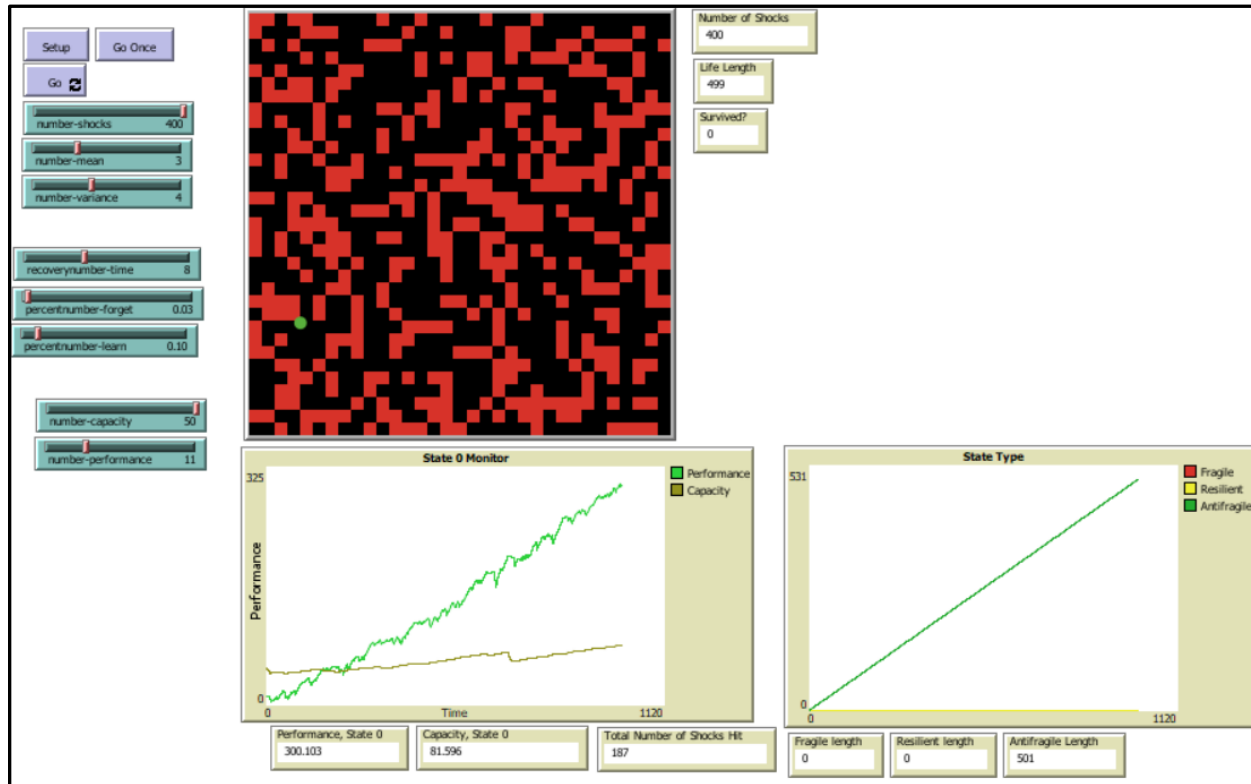 Setup
Go Once
Go
number-shocks 400
number-mean 3
number-variance 4
recoverynumber-time 8
percentnumber-forget 0.03
percentnumber-learn 0.10
number-capacity 50
number-performance 11
Number of Shocks
400
Life Length
499
Survived?
0
State 0 Monitor
325
Performance
0
0
Time
1120
Performance
Capacity
State Type
531
0
0
1120
Fragile
Resilient
Antifragile
Performance, State 0
300.103
Capacity, State 0
81.596
Total Number of Shocks Hit
187
Fragile length
0
Resilient length
0
Antifragile Length
501